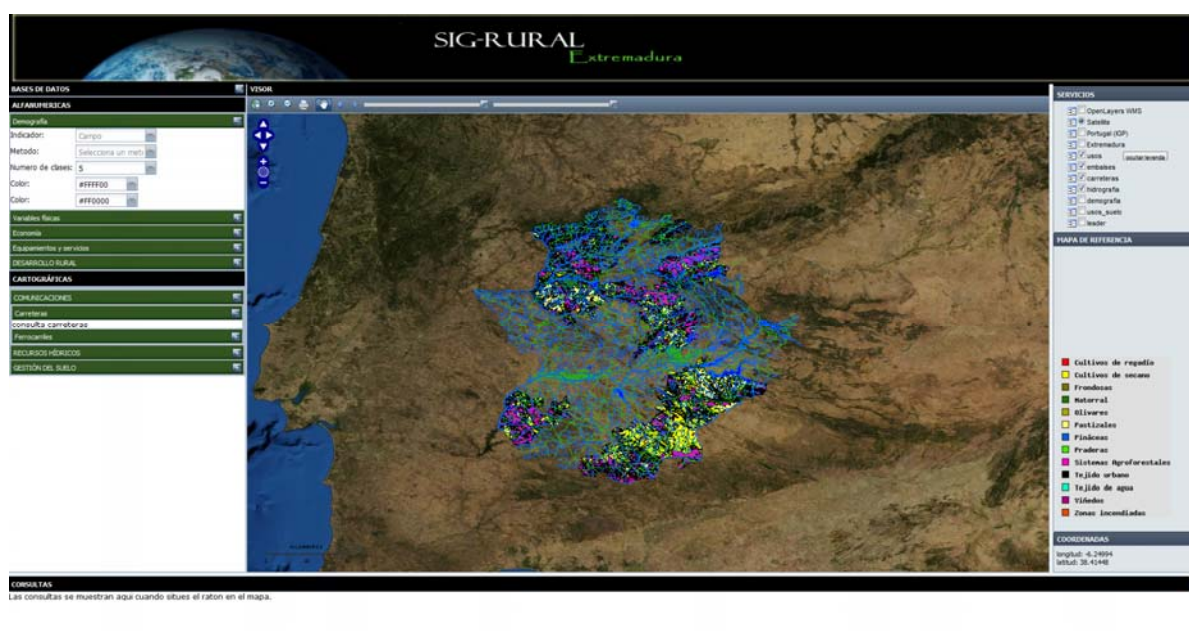 SIG-RURAL
Extremadura
BASES DE DATOS
ALFANUMERICAS
Demografía
Indicador:
Campo
Metodo:
Selecciona un meto
Numero de clases:
5
Color:
#FFFF00
Color:
#FF0000
Variables físicas
Economía
Equipamientos y servicios
DESARROLLO RURAL
CARTOGRÁFICAS
COMUNICACIONES
Carreteras
consulta carreteras
Ferrocarriles
RECURSOS HÍDRICOS
GESTIÓN DEL SUELO
VISOR
SERVICIOS
OpenLayers WMS
Satelite
Portugal (IGP)
Extremadura
usos
ocultar leyenda
embalses
carreteras
hidrografia
demografia
usos_suelo
leader
MAPA DE REFERENCIA
Cultivos de regadío
Cultivos de secano
Frondosas
Matorral
Olivares
Pastizales
Pináceas
Praderas
Sistemas Agroforestales
Tejido urbano
Tejido de agua
Viñedos
Zonas incendiadas
COORDENADAS
longitud: -6.24994
latitud: 38.41448
CONSULTAS
Las consultas se muestran aqui cuando situes el raton en el mapa.